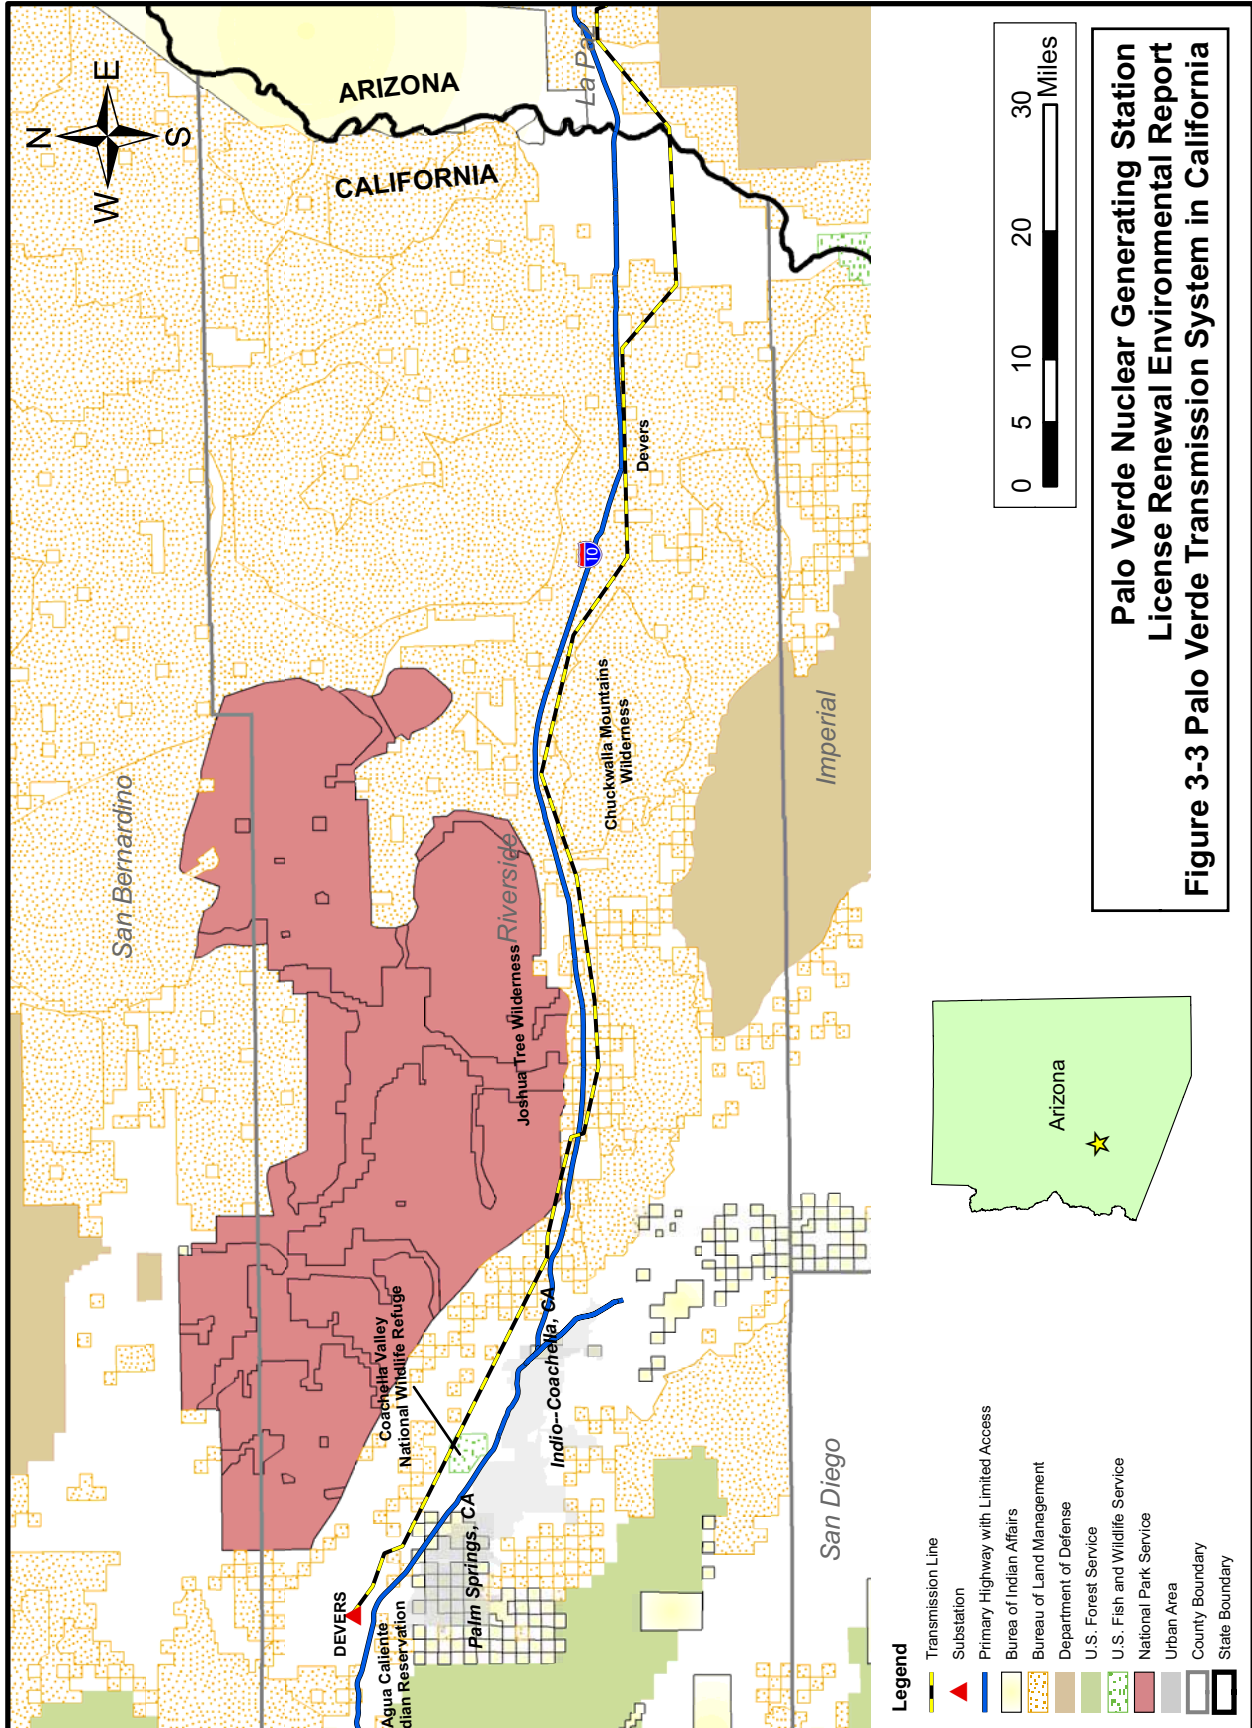 N
W
E
S
ARIZONA
CALIFORNIA
La Paz
San Bernardino
Riverside
Imperial
San Diego
10
Devers
Chuckwalla Mountains
Wilderness
Joshua Tree Wilderness
Coachella Valley
National Wildlife Refuge
Indio--Coachella, CA
Palm Springs, CA
DEVERS
Agua Caliente
dian Reservation
Legend
Transmission Line
Substation
Primary Highway with Limited Access
Burea of Indian Affairs
Bureau of Land Management
Department of Defense
U.S. Forest Service
U.S. Fish and Wildlife Service
National Park Service
Urban Area
County Boundary
State Boundary
Arizona
0 5 10 20 30
Miles
Palo Verde Nuclear Generating Station
License Renewal Environmental Report
Figure 3-3 Palo Verde Transmission System in California